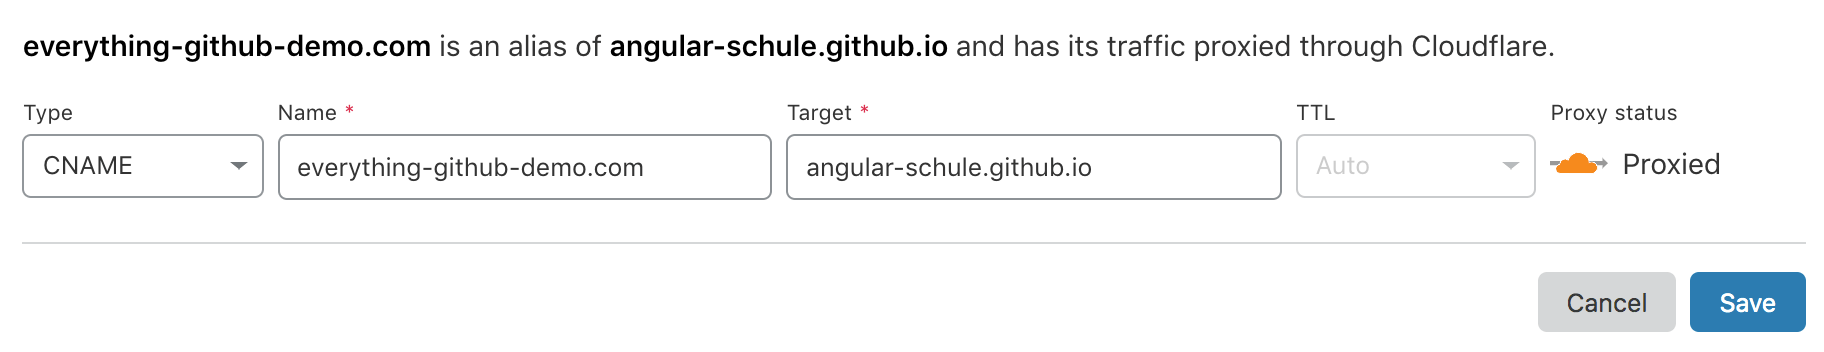 everything-github-demo.com is an alias of angular-schule.github.io and has its traffic proxied through Cloudflare.
Type Name * Target * TTL Proxy status
CNAME everything-github-demo.com angular-schule.github.io Auto Proxied
Cancel Save